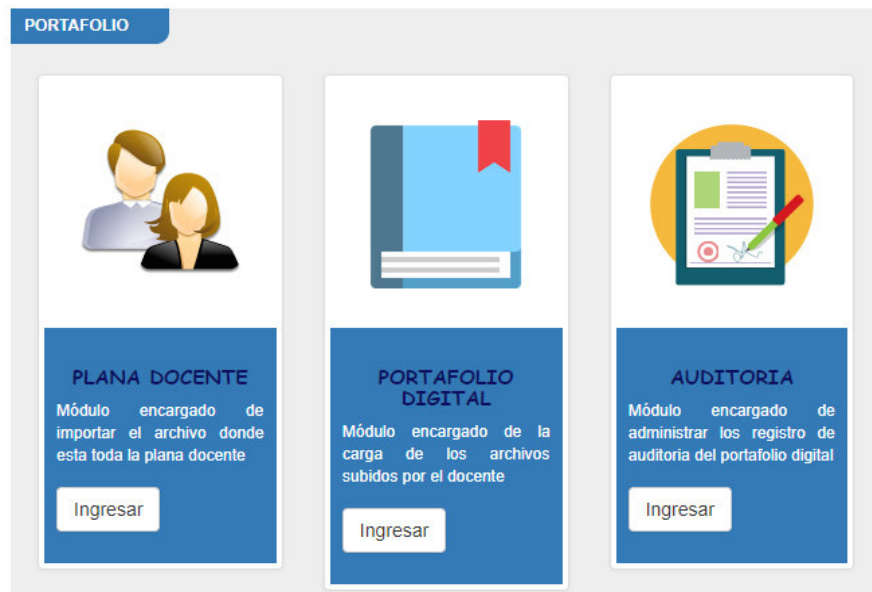 PORTAFOLIO
PLANA DOCENTE
Módulo encargado de
importar el archivo donde
esta toda la plana docente
Ingresar
PORTAFOLIO
DIGITAL
Módulo encargado de la
carga de los archivos
subidos por el docente
Ingresar
AUDITORIA
Módulo encargado de
administrar los registro de
auditoria del portafolio digital
Ingresar